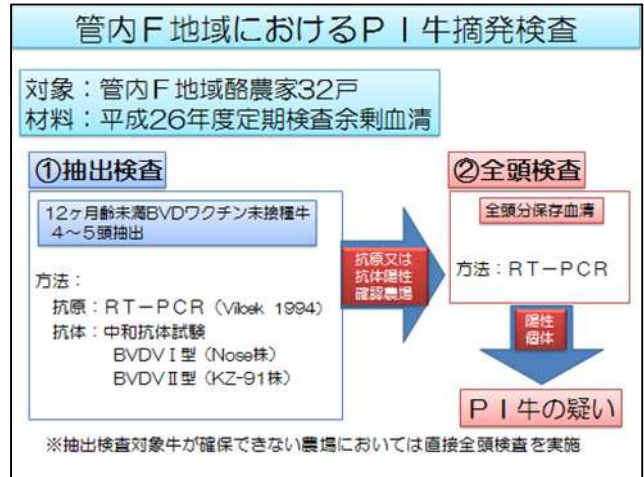 管内Ｆ地域におけるＰＩ牛摘発検査
対象：管内Ｆ地域酪農家32戸
材料：平成26年度定期検査余剰血清
①抽出検査
12ヶ月齢未満BVDワクチン未接種牛
４～５頭抽出
方法：
抗原：ＲＴ－ＰＣＲ（Vilcek 1994）
抗体：中和抗体試験
BVDVⅠ型（Nose株）
BVDVⅡ型（KZ-91株）
抗原又は
抗体陽性
確認農場
②全頭検査
全頭分保存血清
方法：ＲＴ－ＰＣＲ
陽性
個体
ＰＩ牛の疑い
※抽出検査対象牛が確保できない農場においては直接全頭検査を実施